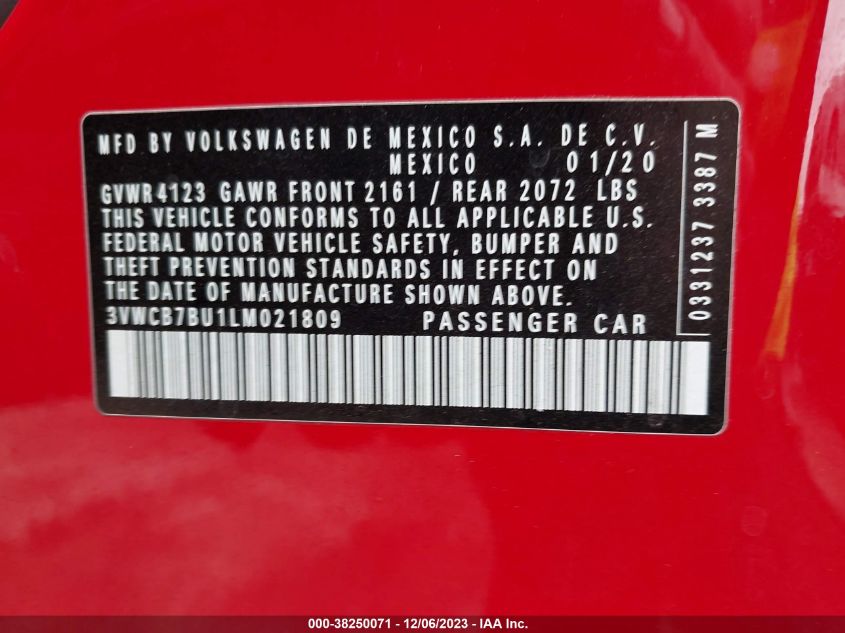 MFD BY VOLKSWAGEN DE MEXICO S.A. DE C.V.
MEXICO 01/20
GVWR 4123 GAWR FRONT 2161 / REAR 2072 LBS
THIS VEHICLE CONFORMS TO ALL APPLICABLE U.S.
FEDERAL MOTOR VEHICLE SAFETY, BUMPER AND
THEFT PREVENTION STANDARDS IN EFFECT ON
THE DATE OF MANUFACTURE SHOWN ABOVE.
3VWCB7BU1LM021809 PASSENGER CAR
0331237 3387 M
000-38250071 - 12/06/2023 - IAA Inc.